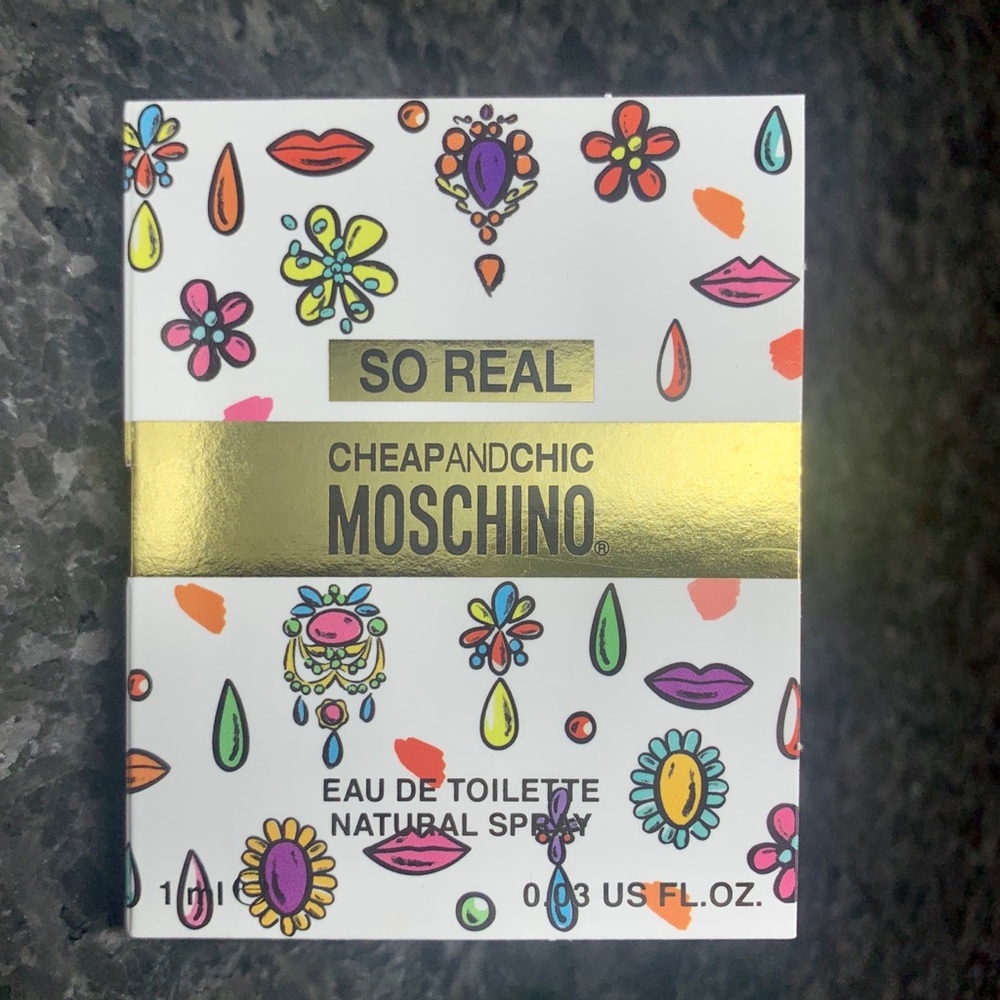 SO REAL
CHEAPANDCHIC
MOSCHINO®
EAU DE TOILETTE
NATURAL SPRAY
1 ml ℮ 0.03 US FL.OZ.